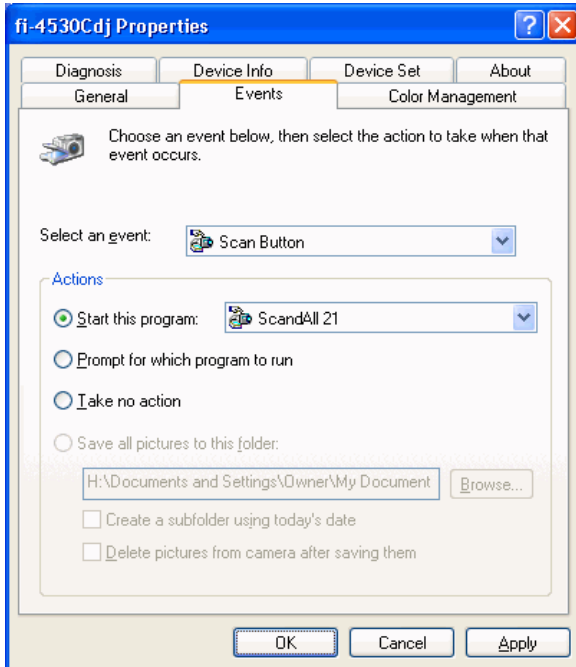 fi-4530Cdj Properties
Diagnosis Device Info Device Set About
General Events Color Management
Choose an event below, then select the action to take when that
event occurs.
Select an event: Scan Button
Actions
Start this program: ScandAll 21
Prompt for which program to run
Take no action
Save all pictures to this folder:
H:\Documents and Settings\Owner\My Document Browse...
Create a subfolder using today's date
Delete pictures from camera after saving them
OK Cancel Apply